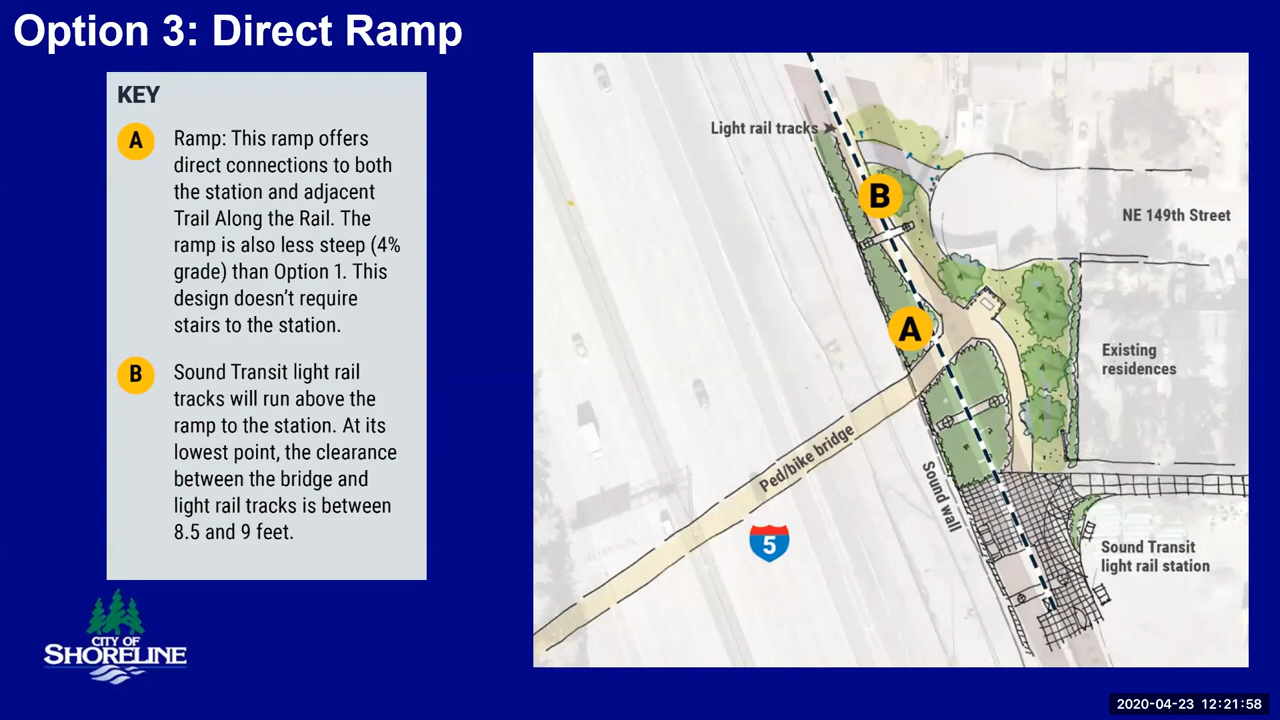 Option 3: Direct Ramp
KEY
A
Ramp: This ramp offers
direct connections to both
the station and adjacent
Trail Along the Rail. The
ramp is also less steep (4%
grade) than Option 1. This
design doesn't require
stairs to the station.
B
Sound Transit light rail
tracks will run above the
ramp to the station. At its
lowest point, the clearance
between the bridge and
light rail tracks is between
8.5 and 9 feet.
CITY OF
SHORELINE
Light rail tracks
B
NE 149th Street
A
Existing
residences
Ped/bike bridge
Sound wall
5
Sound Transit
light rail station
2020-04-23 12:21:58